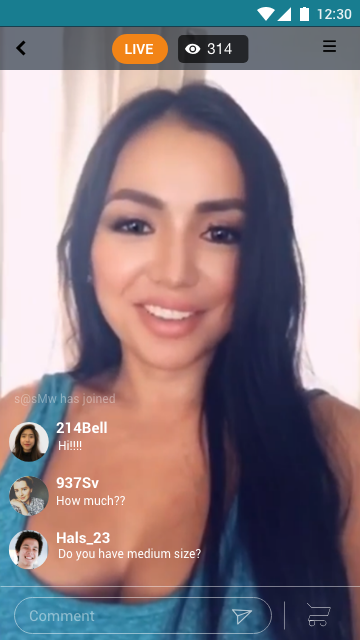 12:30
LIVE
314
s@sMw has joined
214Bell
Hi!!!!
937Sv
How much??
Hals_23
Do you have medium size?
Comment